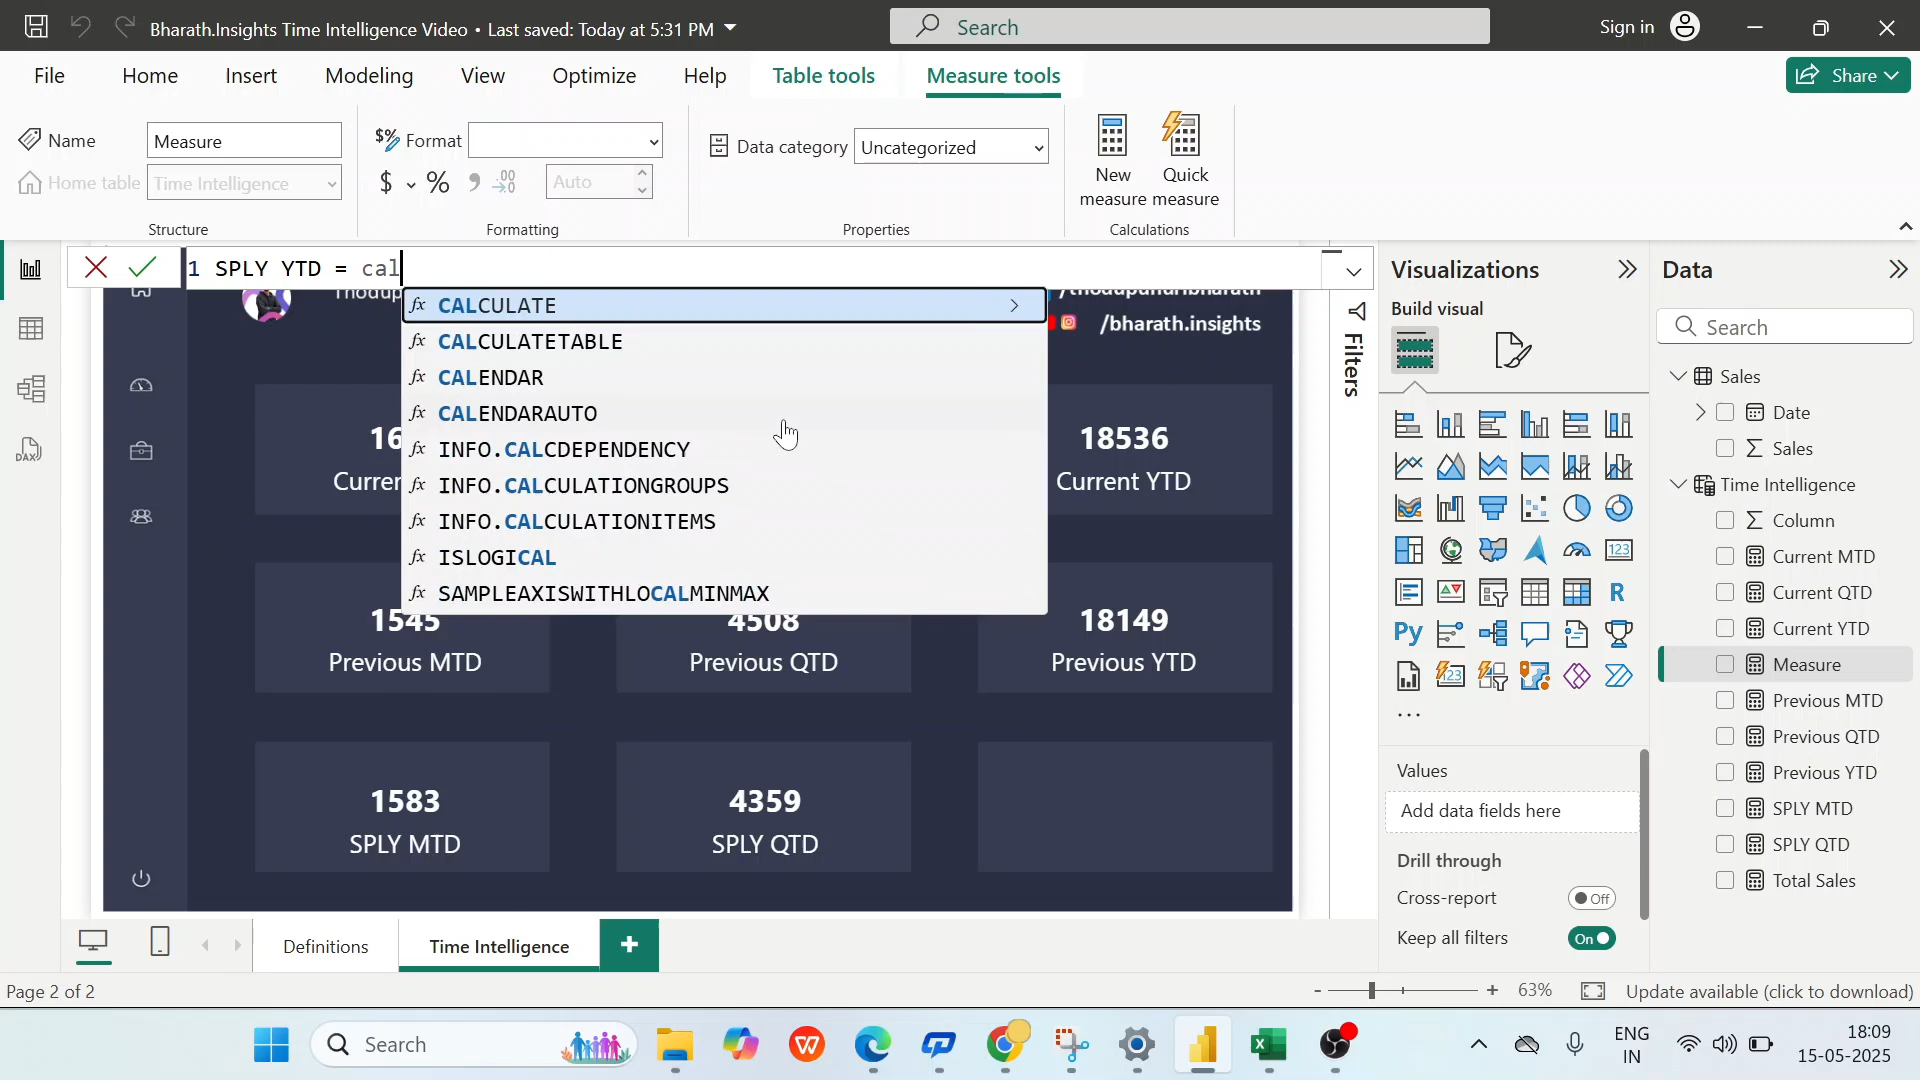 Bharath.Insights Time Intelligence Video • Last saved: Today at 5:31 PM
Search
Sign in
File
Home
Insert
Modeling
View
Optimize
Help
Table tools
Measure tools
Share
Name
Measure
Home table
Time Intelligence
Structure
$%
Format
$
%
Auto
Formatting
Data category
Uncategorized
Properties
New
measure
Quick
measure
Calculations
1 SPLY YTD = cal
CALCULATE
CALCULATETABLE
CALENDAR
CALENDARAUTO
INFO.CALCDEPENDENCY
INFO.CALCULATIONGROUPS
INFO.CALCULATIONITEMS
ISLOGICAL
SAMPLEAXISWITHLOCALMINMAX
/bharath.insights
18536
Current YTD
1545
Previous MTD
4508
Previous QTD
18149
Previous YTD
1583
SPLY MTD
4359
SPLY QTD
Filters
Visualizations
Build visual
123
R
Py
123
...
Values
Add data fields here
Drill through
Cross-report
Off
Keep all filters
On
Data
Search
Sales
Date
Sales
Time Intelligence
Column
Current MTD
Current QTD
Current YTD
Measure
Previous MTD
Previous QTD
Previous YTD
SPLY MTD
SPLY QTD
Total Sales
DAX
Definitions
Time Intelligence
+
Page 2 of 2
- + 63%
Update available (click to download)
Search
ENG
IN
18:09
15-05-2025